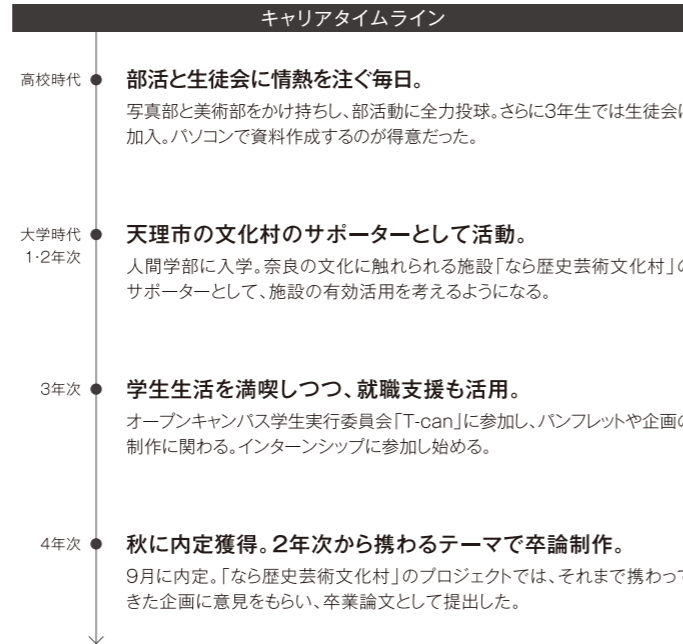 キャリアタイムライン
高校時代
部活と生徒会に情熱を注ぐ毎日。
写真部と美術部をかけ持ちし、部活動に全力投球。さらに3年生では生徒会に
加入。パソコンで資料作成するのが得意だった。
大学時代
1・2年次
天理市の文化村のサポーターとして活動。
人間学部に入学。奈良の文化に触れられる施設「なら歴史芸術文化村」の
サポーターとして、施設の有効活用を考えるようになる。
3年次
学生生活を満喫しつつ、就職支援も活用。
オープンキャンパス学生実行委員会「T-can」に参加し、パンフレットや企画の
制作に関わる。インターンシップに参加し始める。
4年次
秋に内定獲得。2年次から携わるテーマで卒論制作。
9月に内定。「なら歴史芸術文化村」のプロジェクトでは、それまで携わって
きた企画に意見をもらい、卒業論文として提出した。